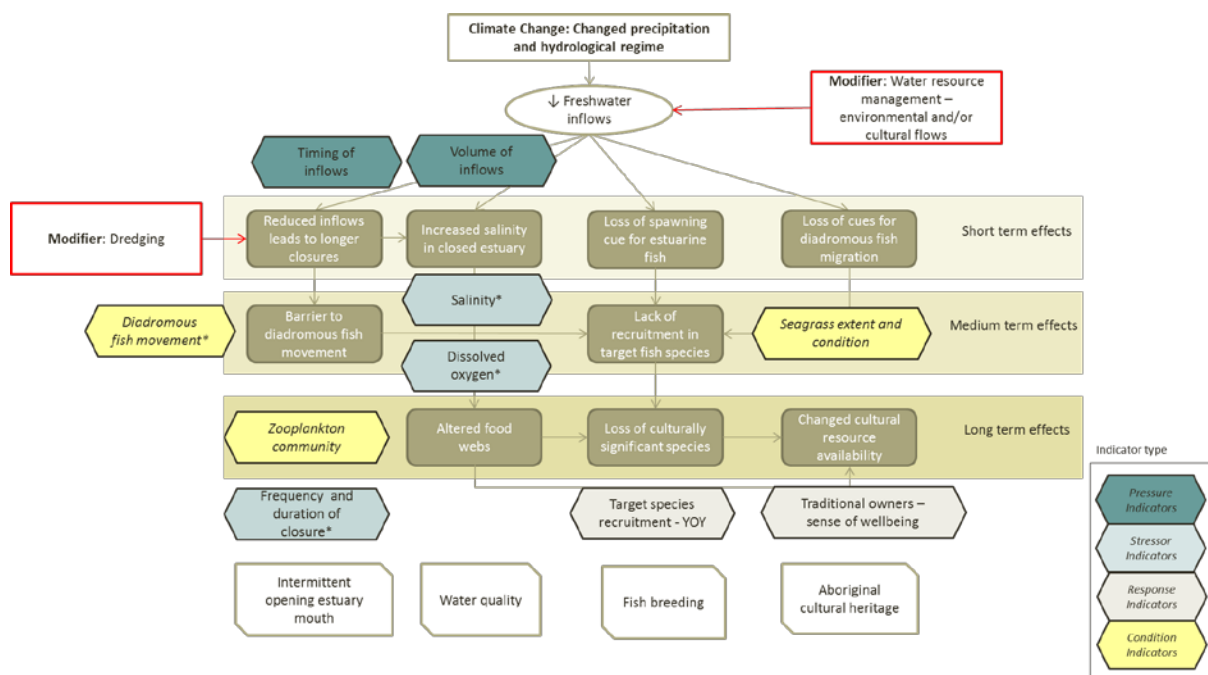 Climate Change: Changed precipitation
and hydrological regime
↓ Freshwater
inflows
Modifier: Water resource
management –
environmental and/or
cultural flows
Timing of
inflows
Volume of
inflows
Modifier: Dredging
Reduced inflows
leads to longer
closures
Increased salinity
in closed estuary
Loss of spawning
cue for estuarine
fish
Loss of cues for
diadromous fish
migration
Short term effects
Salinity*
Diadromous
fish movement*
Barrier to
diadromous fish
movement
Lack of
recruitment in
target fish species
Seagrass extent and
condition
Medium term effects
Dissolved
oxygen*
Zooplankton
community
Altered food
webs
Loss of culturally
significant species
Changed cultural
resource
availability
Long term effects
Frequency and
duration of
closure*
Target species
recruitment - YOY
Traditional owners –
sense of wellbeing
Intermittent
opening estuary
mouth
Water quality
Fish breeding
Aboriginal
cultural heritage
Indicator type
Pressure
Indicators
Stressor
Indicators
Response
Indicators
Condition
Indicators